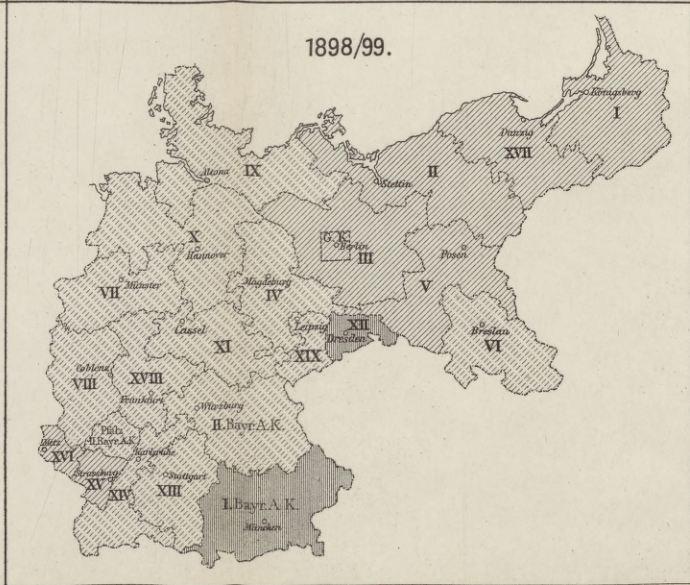 1898/99.
Königsberg
I
Danzig
XVII
Altona
IX
Stettin
II
X
Hannover
G.K.
Berlin
III
Posen
V
Münster
VII
Magdeburg
IV
Leipzig
XIX
XII
Dresden
Breslau
VI
Cassel
XI
Coblenz
VIII
XVIII
Frankfurt
Würzburg
II. Bayr. A.K.
Pfalz
II. Bayr. A.K.
Metz
XVI
Karlsruhe
Strassburg
XV
XIV
Stuttgart
XIII
I. Bayr. A.K.
München